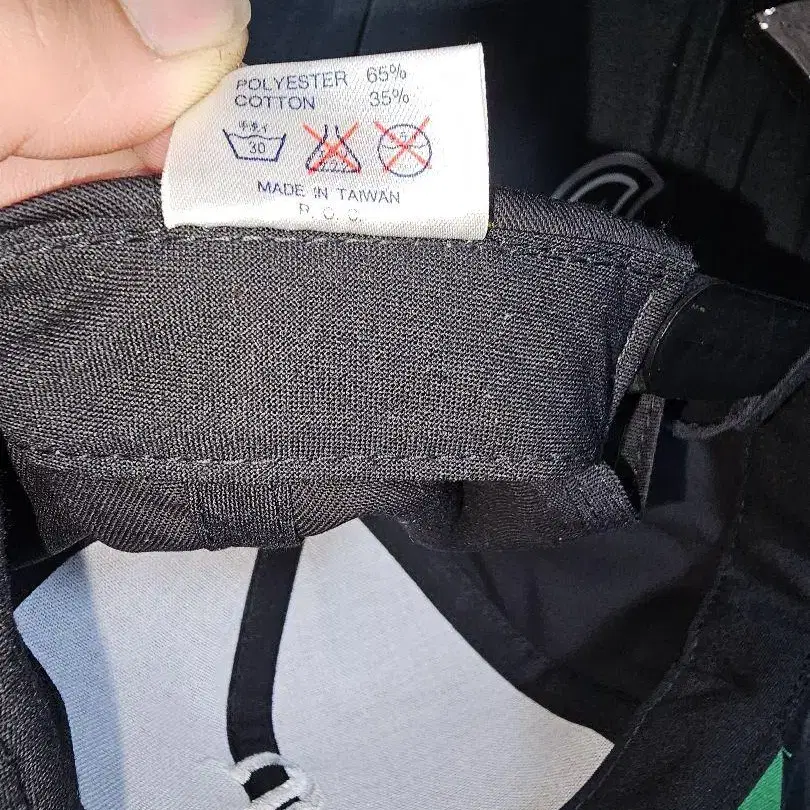 POLYESTER 65%
COTTON 35%
30
MADE IN TAIWAN
R. O. C.